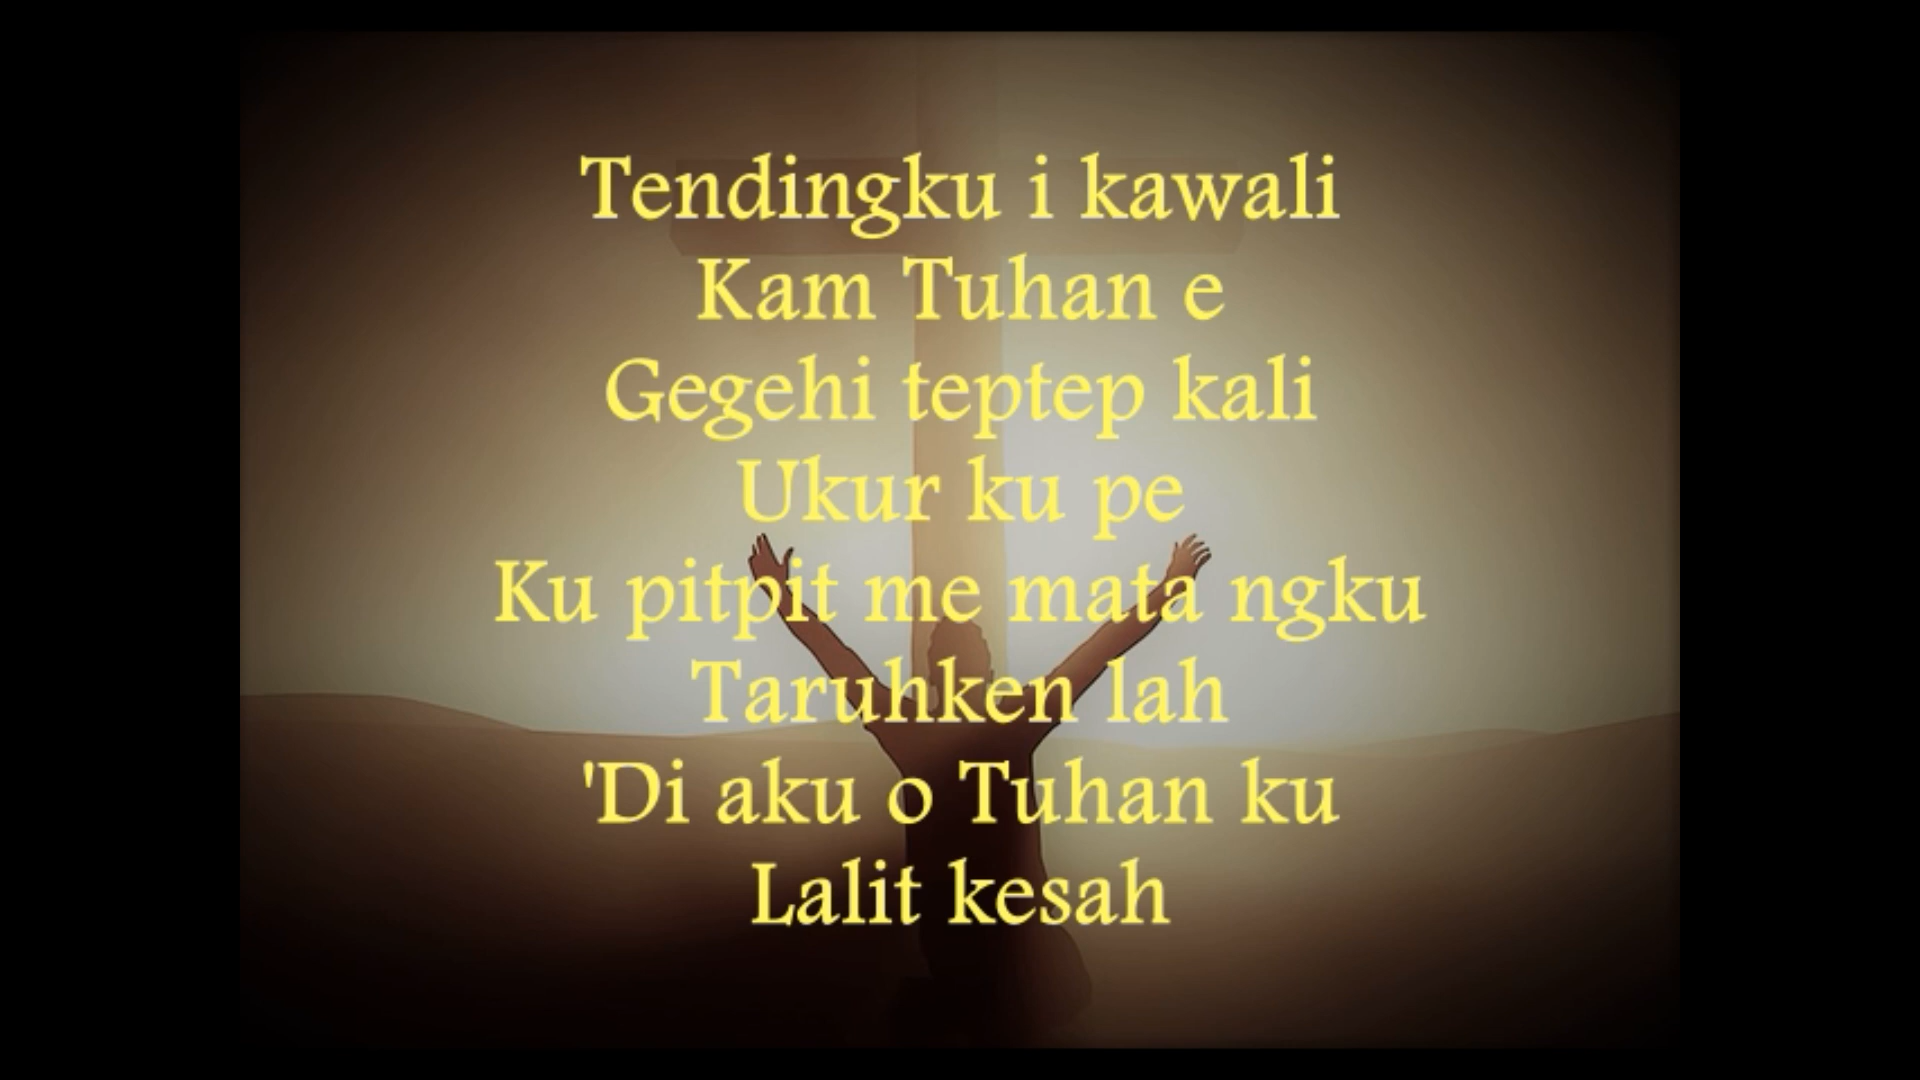 Tendingku i kawali
Kam Tuhan e
Gegehi teptep kali
Ukur ku pe
Ku pitpit me mata ngku
Taruhken lah
'Di aku o Tuhan ku
Lalit kesah